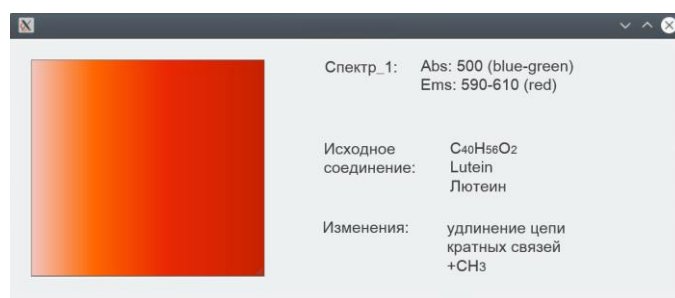 Спектр_1: Abs: 500 (blue-green)
Ems: 590-610 (red)
Исходное соединение:
C40H56O2
Lutein
Лютеин
Изменения:
удлинение цепи
кратных связей
+CH3